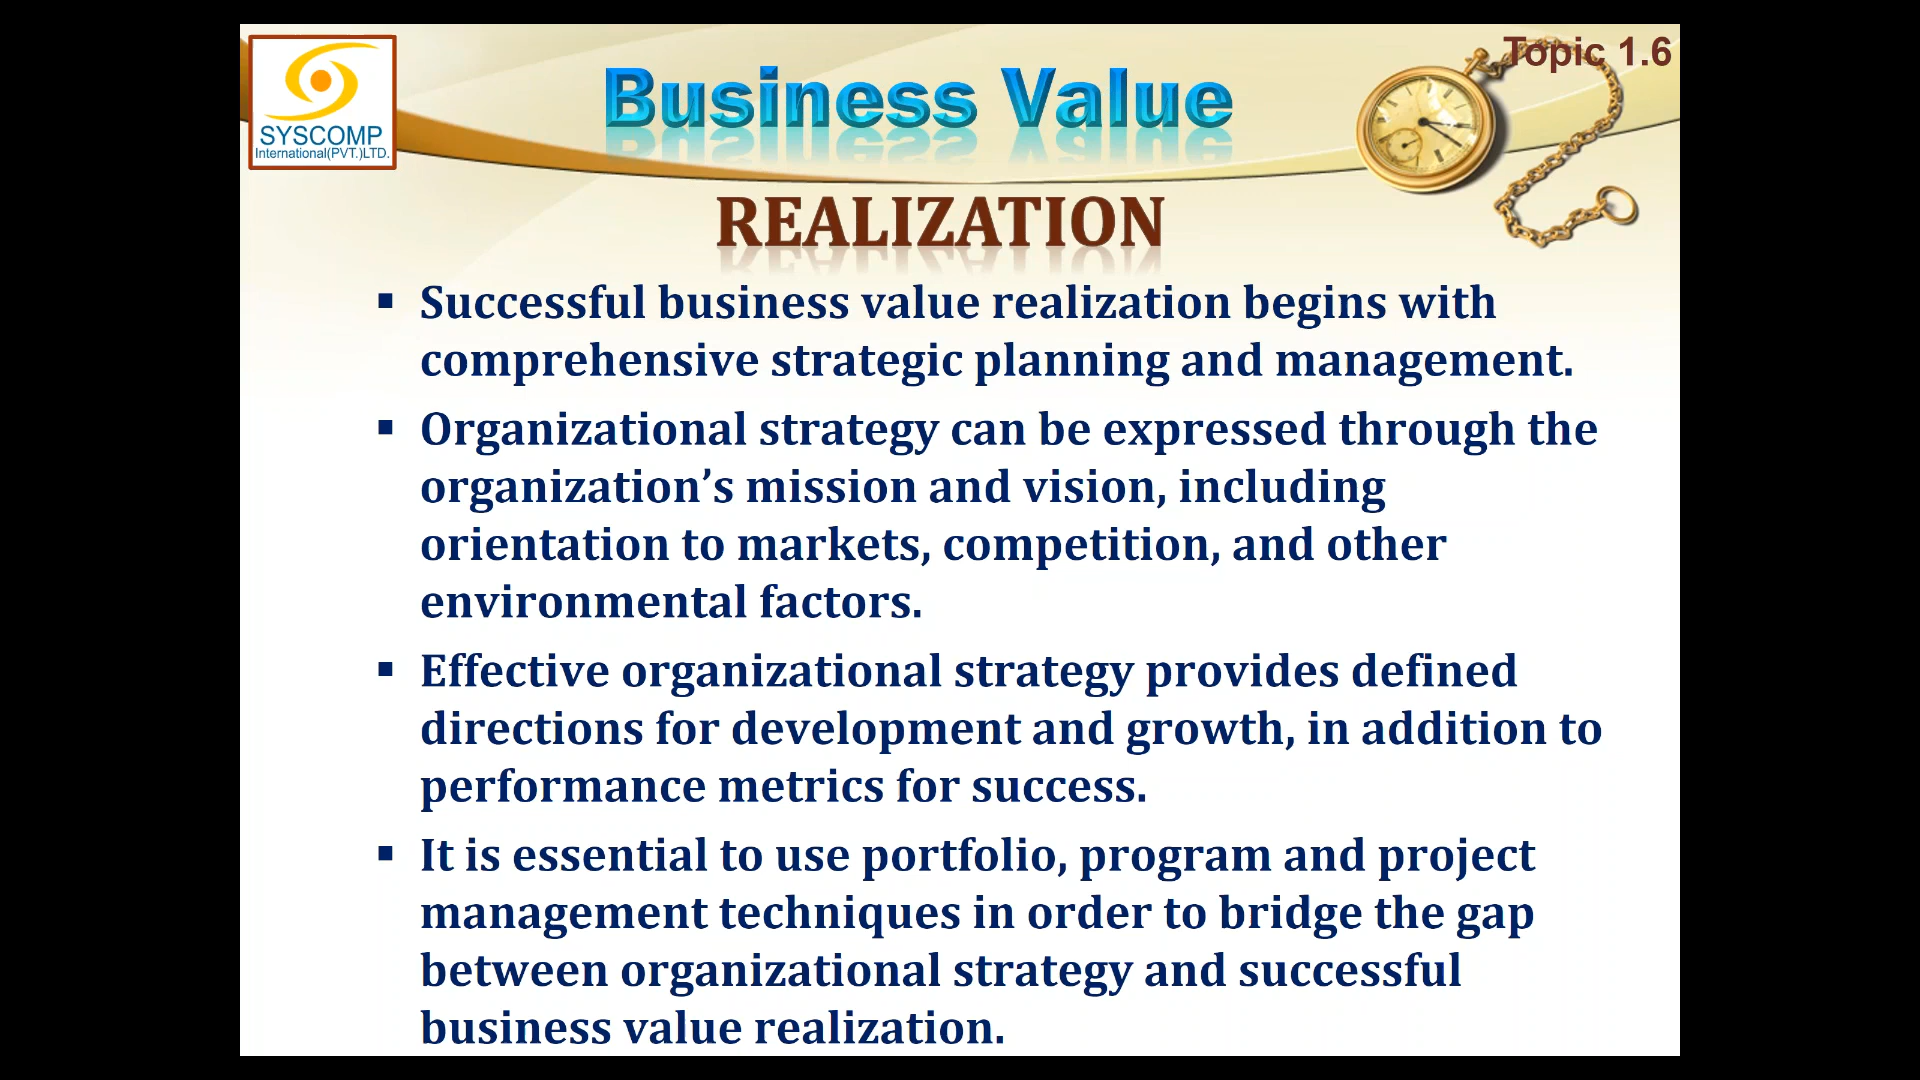 SYSCOMP
International(PVT.)LTD.
Business Value
Topic 1.6
REALIZATION
▪ Successful business value realization begins with
comprehensive strategic planning and management.
▪ Organizational strategy can be expressed through the
organization’s mission and vision, including
orientation to markets, competition, and other
environmental factors.
▪ Effective organizational strategy provides defined
directions for development and growth, in addition to
performance metrics for success.
▪ It is essential to use portfolio, program and project
management techniques in order to bridge the gap
between organizational strategy and successful
business value realization.